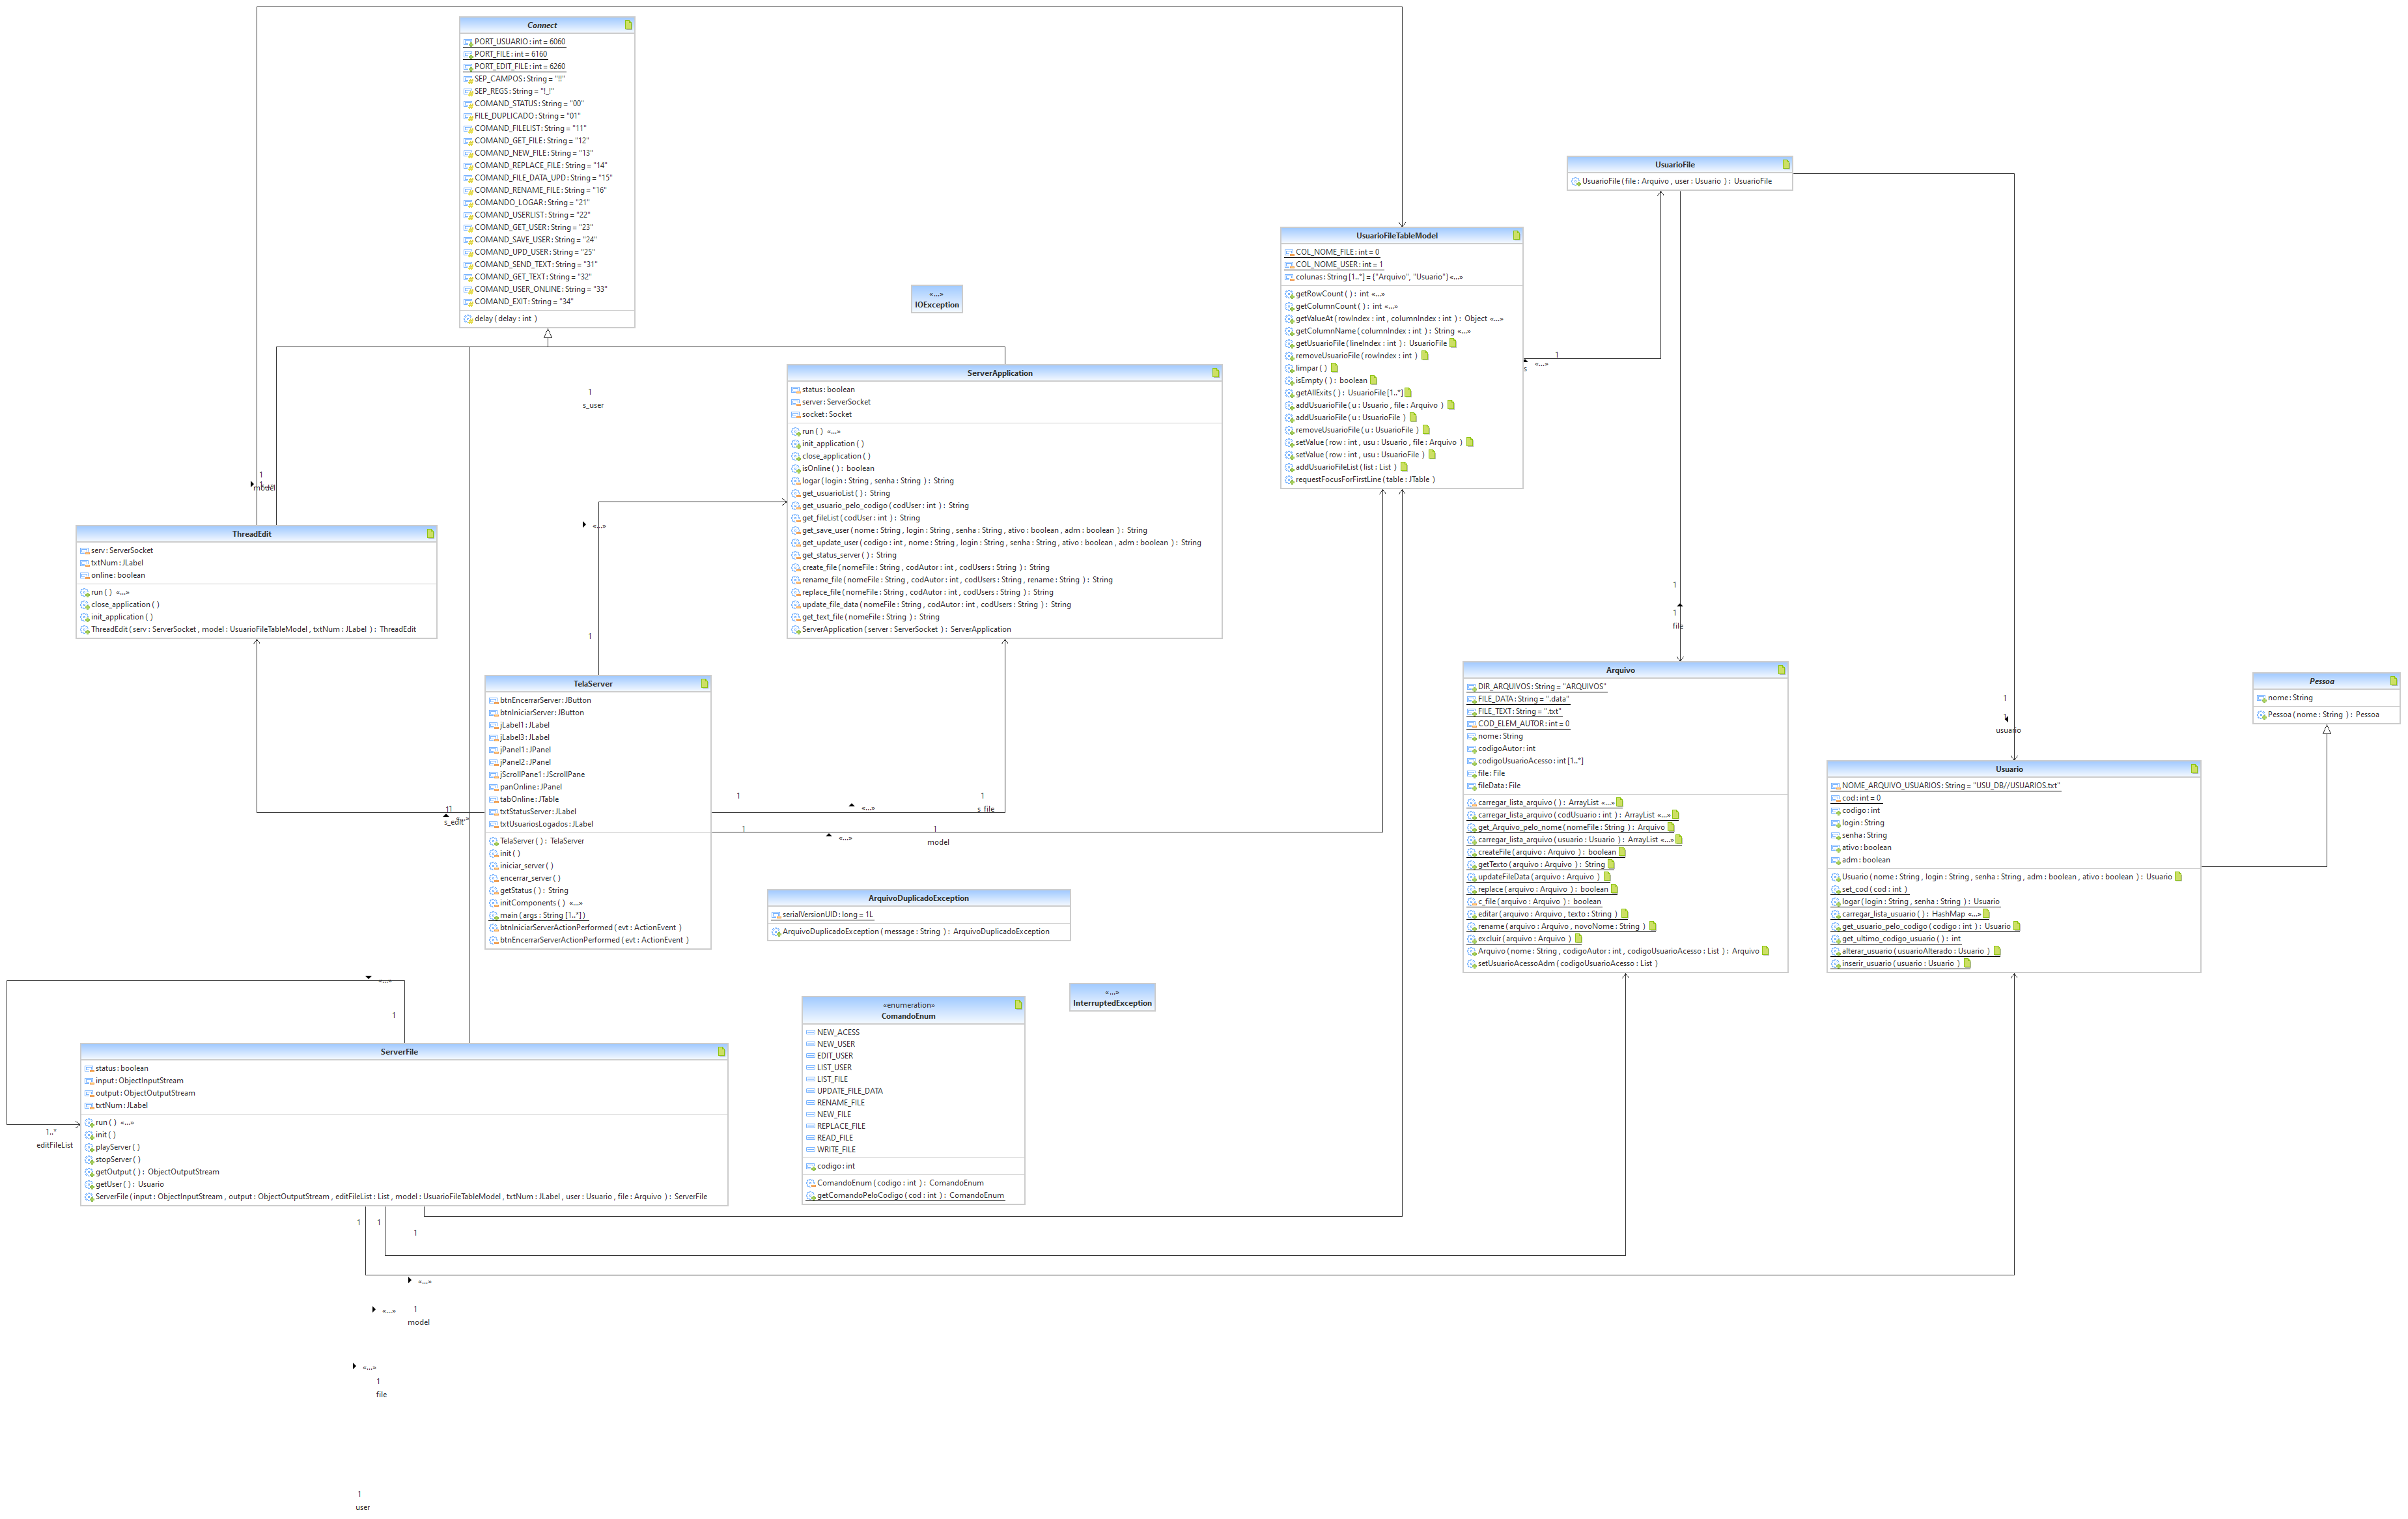 Connect
PORT_USUARIO : int = 6060
PORT_FILE : int = 6160
PORT_EDIT_FILE : int = 6260
SEP_CAMPOS : String = "!!"
SEP_REGS : String = "!_!"
COMAND_STATUS : String = "00"
FILE_DUPLICADO : String = "01"
COMAND_FILELIST : String = "11"
COMAND_GET_FILE : String = "12"
COMAND_NEW_FILE : String = "13"
COMAND_REPLACE_FILE : String = "14"
COMAND_FILE_DATA_UPD : String = "15"
COMAND_RENAME_FILE : String = "16"
COMANDO_LOGAR : String = "21"
COMAND_USERLIST : String = "22"
COMAND_GET_USER : String = "23"
COMAND_SAVE_USER : String = "24"
COMAND_UPD_USER : String = "25"
COMAND_SEND_TEXT : String = "31"
COMAND_GET_TEXT : String = "32"
COMAND_USER_ONLINE : String = "33"
COMAND_EXIT : String = "34"
delay ( delay : int )
«...»
IOException
UsuarioFile
UsuarioFile ( file : Arquivo , user : Usuario ) : UsuarioFile
UsuarioFileTableModel
COL_NOME_FILE : int = 0
COL_NOME_USER : int = 1
colunas : String [1..*] = {"Arquivo", "Usuario"} «...»
getRowCount ( ) : int «...»
getColumnCount ( ) : int «...»
getValueAt ( rowIndex : int , columnIndex : int ) : Object «...»
getColumnName ( columnIndex : int ) : String «...»
getUsuarioFile ( lineIndex : int ) : UsuarioFile
removeUsuarioFile ( rowIndex : int )
limpar ( )
isEmpty ( ) : boolean
getAllExits ( ) : UsuarioFile [1..*]
addUsuarioFile ( u : Usuario , file : Arquivo )
addUsuarioFile ( u : UsuarioFile )
removeUsuarioFile ( u : UsuarioFile )
setValue ( row : int , usu : Usuario , file : Arquivo )
setValue ( row : int , usu : UsuarioFile )
addUsuarioFileList ( list : List )
requestFocusForFirstLine ( table : JTable )
1
s
«...»
ServerApplication
status : boolean
server : ServerSocket
socket : Socket
run ( ) «...»
init_application ( )
close_application ( )
isOnline ( ) : boolean
logar ( login : String , senha : String ) : String
get_usuarioList ( ) : String
get_usuario_pelo_codigo ( codUser : int ) : String
get_fileList ( codUser : int ) : String
get_save_user ( nome : String , login : String , senha : String , ativo : boolean , adm : boolean ) : String
get_update_user ( codigo : int , nome : String , login : String , senha : String , ativo : boolean , adm : boolean ) : String
get_status_server ( ) : String
create_file ( nomeFile : String , codAutor : int , codUsers : String ) : String
rename_file ( nomeFile : String , codAutor : int , codUsers : String , rename : String ) : String
replace_file ( nomeFile : String , codAutor : int , codUsers : String ) : String
update_file_data ( nomeFile : String , codAutor : int , codUsers : String ) : String
get_text_file ( nomeFile : String ) : String
ServerApplication ( server : ServerSocket ) : ServerApplication
1
s_user
«...»
1
1
model
ThreadEdit
serv : ServerSocket
txtNum : JLabel
online : boolean
run ( ) «...»
close_application ( )
init_application ( )
ThreadEdit ( serv : ServerSocket , model : UsuarioFileTableModel , txtNum : JLabel ) : ThreadEdit
TelaServer
btnEncerrarServer : JButton
btnIniciarServer : JButton
jLabel1 : JLabel
jLabel3 : JLabel
jPanel1 : JPanel
jPanel2 : JPanel
jScrollPane1 : JScrollPane
panOnline : JPanel
tabOnline : JTable
txtStatusServer : JLabel
txtUsuariosLogados : JLabel
TelaServer ( ) : TelaServer
init ( )
iniciar_server ( )
encerrar_server ( )
getStatus ( ) : String
initComponents ( ) «...»
main ( args : String [1..*] )
btnIniciarServerActionPerformed ( evt : ActionEvent )
btnEncerrarServerActionPerformed ( evt : ActionEvent )
11
s_edit
1
«...»
1
s_file
1
«...»
1
model
1
1
file
1
usuario
Arquivo
DIR_ARQUIVOS : String = "ARQUIVOS"
FILE_DATA : String = ".data"
FILE_TEXT : String = ".txt"
COD_ELEM_AUTOR : int = 0
nome : String
codigoAutor : int
codigoUsuarioAcesso : int [1..*]
file : File
fileData : File
carregar_lista_arquivo ( ) : ArrayList «...»
carregar_lista_arquivo ( codUsuario : int ) : ArrayList «...»
get_Arquivo_pelo_nome ( nomeFile : String ) : Arquivo
carregar_lista_arquivo ( usuario : Usuario ) : ArrayList «...»
createFile ( arquivo : Arquivo ) : boolean
getTexto ( arquivo : Arquivo ) : String
updateFileData ( arquivo : Arquivo )
replace ( arquivo : Arquivo ) : boolean
c_file ( arquivo : Arquivo ) : boolean
editar ( arquivo : Arquivo , texto : String )
rename ( arquivo : Arquivo , novoNome : String )
excluir ( arquivo : Arquivo )
Arquivo ( nome : String , codigoAutor : int , codigoUsuarioAcesso : List ) : Arquivo
setUsuarioAcessoAdm ( codigoUsuarioAcesso : List )
Pessoa
nome : String
Pessoa ( nome : String ) : Pessoa
Usuario
NOME_ARQUIVO_USUARIOS : String = "USU_DB//USUARIOS.txt"
cod : int = 0
codigo : int
login : String
senha : String
ativo : boolean
adm : boolean
Usuario ( nome : String , login : String , senha : String , adm : boolean , ativo : boolean ) : Usuario
set_cod ( cod : int )
logar ( login : String , senha : String ) : Usuario
carregar_lista_usuario ( ) : HashMap «...»
get_usuario_pelo_codigo ( codigo : int ) : Usuario
get_ultimo_codigo_usuario ( ) : int
alterar_usuario ( usuarioAlterado : Usuario )
inserir_usuario ( usuario : Usuario )
ArquivoDuplicadoException
serialVersionUID : long = 1L
ArquivoDuplicadoException ( message : String ) : ArquivoDuplicadoException
«...»
InterruptedException
«enumeration»
ComandoEnum
NEW_ACESS
NEW_USER
EDIT_USER
LIST_USER
LIST_FILE
UPDATE_FILE_DATA
RENAME_FILE
NEW_FILE
REPLACE_FILE
READ_FILE
WRITE_FILE
codigo : int
ComandoEnum ( codigo : int ) : ComandoEnum
getComandoPeloCodigo ( cod : int ) : ComandoEnum
«...»
1
1..*
editFileList
ServerFile
status : boolean
input : ObjectInputStream
output : ObjectOutputStream
txtNum : JLabel
run ( ) «...»
init ( )
playServer ( )
stopServer ( )
getOutput ( ) : ObjectOutputStream
getUser ( ) : Usuario
ServerFile ( input : ObjectInputStream , output : ObjectOutputStream , editFileList : List , model : UsuarioFileTableModel , txtNum : JLabel , user : Usuario , file : Arquivo ) : ServerFile
1
1
1
«...»
«...»
1
model
«...»
1
file
1
user